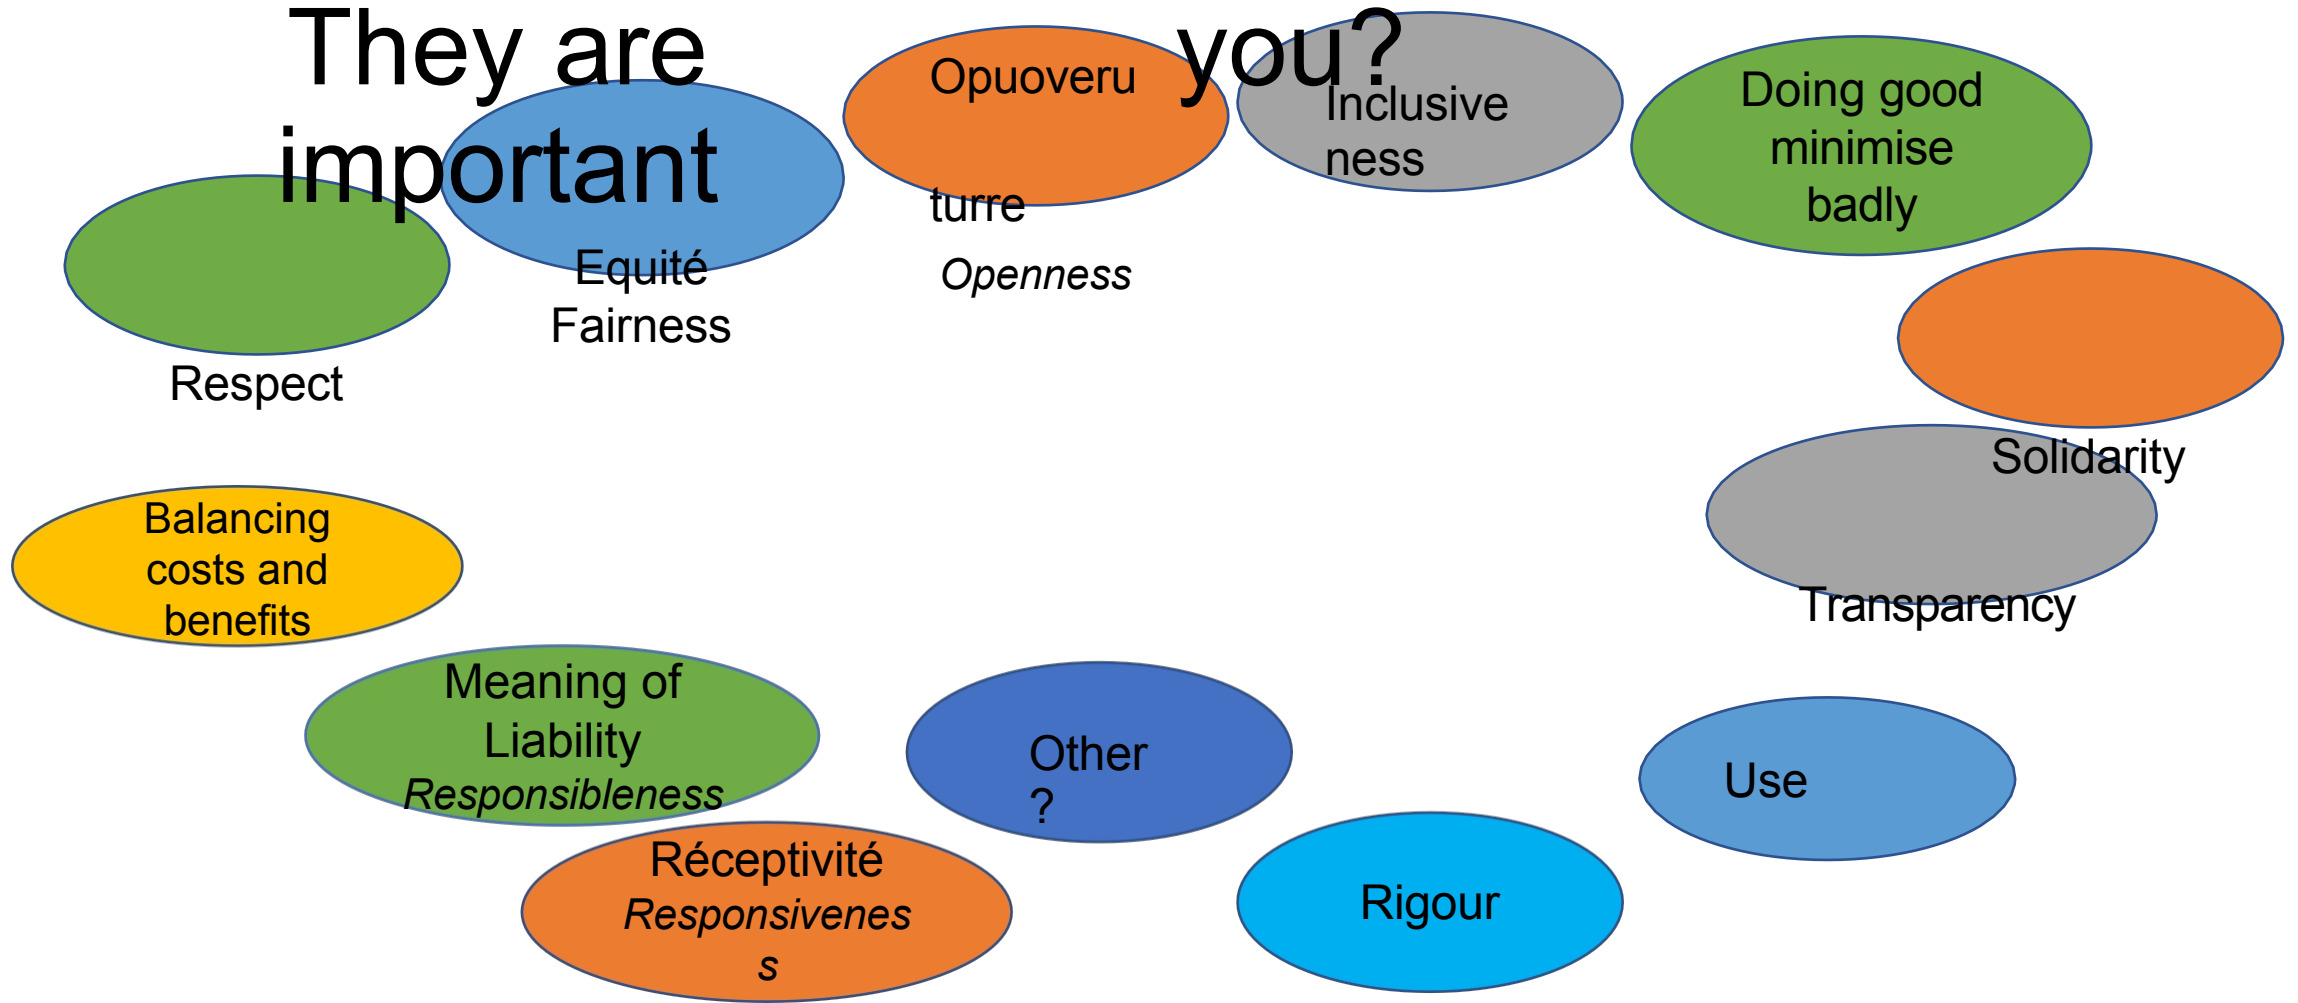 They are
important
you?
Respect
Equité
Fairness
Opuoveru
turre
Openness
Inclusive
ness
Doing good
minimise
badly
Solidarity
Transparency
Use
Rigour
Other
?
Réceptivité
Responsivenes
s
Meaning of
Liability
Responsibleness
Balancing
costs and
benefits